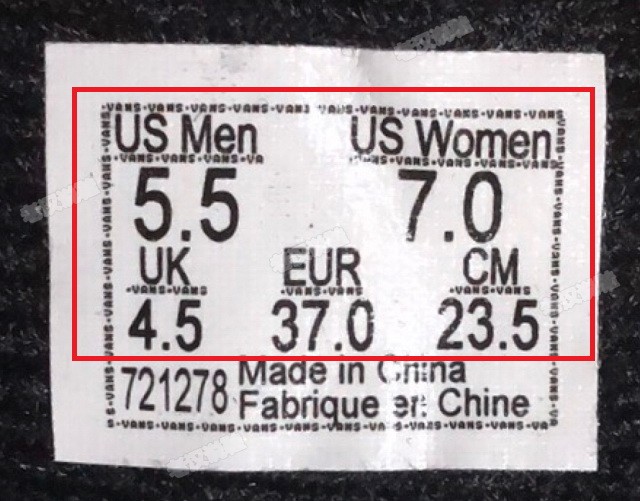 US Men US Women
5.5 7.0
UK EUR CM
4.5 37.0 23.5
721278 Made in China
Fabrique en Chine